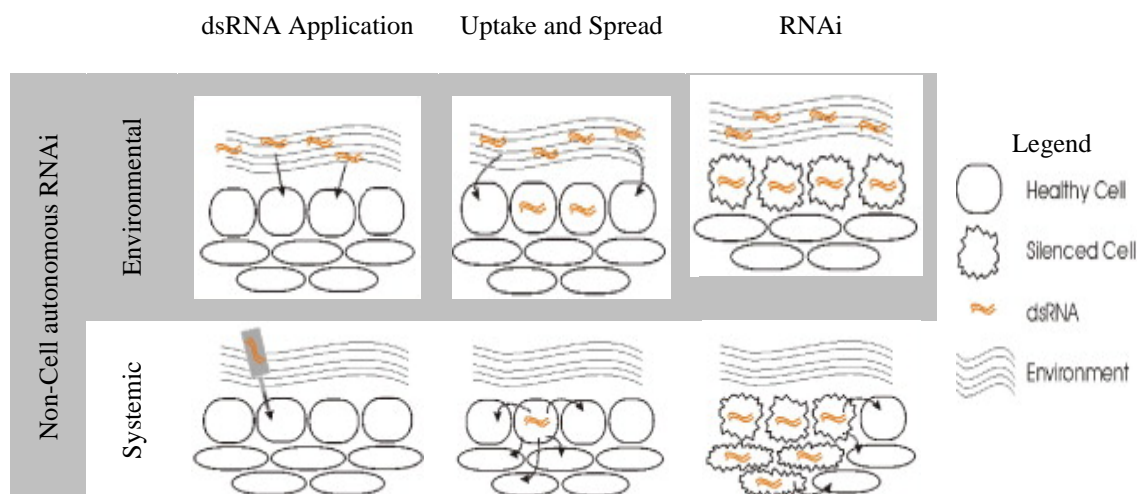 dsRNA Application
Uptake and Spread
RNAi
Non-Cell autonomous RNAi
Environmental
Systemic
Legend
Healthy Cell
Silenced Cell
dsRNA
Environment